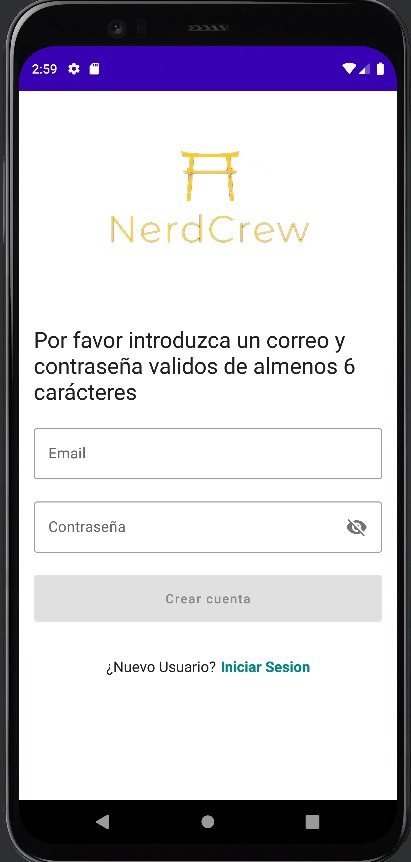 2:59
NerdCrew
Por favor introduzca un correo y
contraseña validos de almenos 6
carácteres
Email
Contraseña
Crear cuenta
¿Nuevo Usuario? Iniciar Sesion